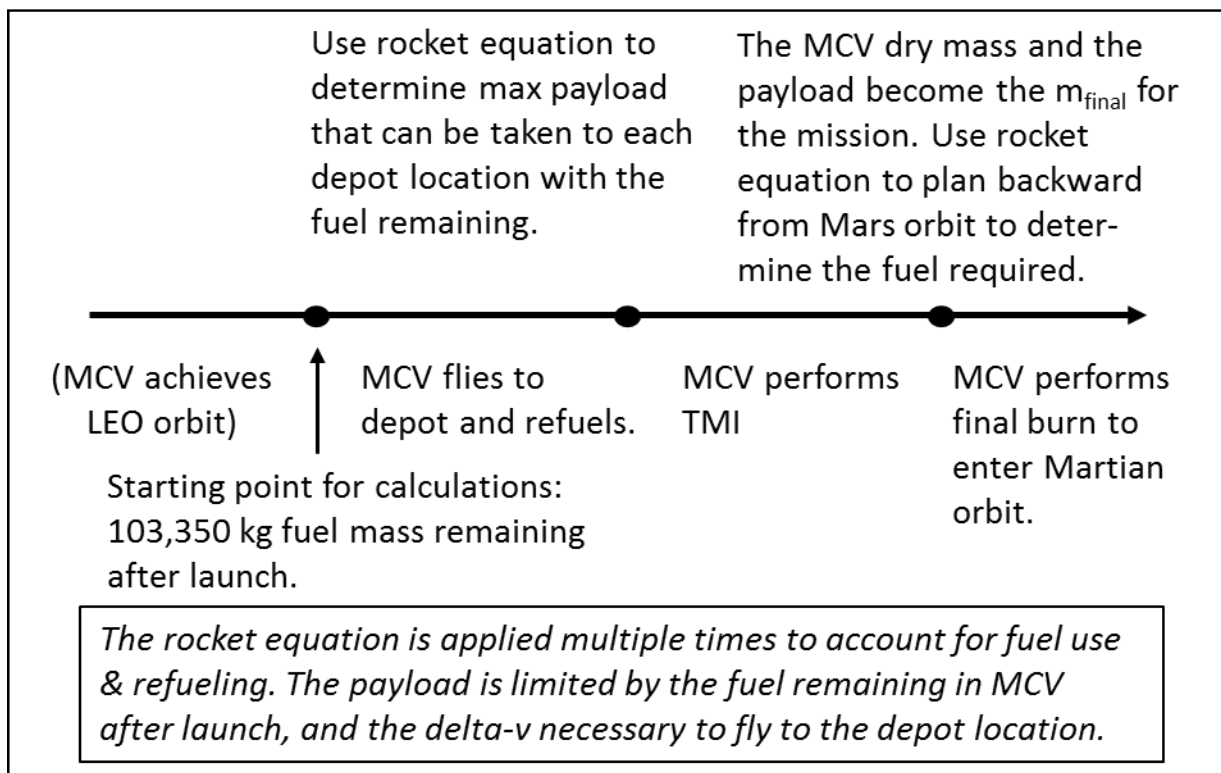 Use rocket equation to
determine max payload
that can be taken to each
depot location with the
fuel remaining.
The MCV dry mass and the
payload become the mfinal for
the mission. Use rocket
equation to plan backward
from Mars orbit to deter-
mine the fuel required.
(MCV achieves
LEO orbit)
MCV flies to
depot and refuels.
MCV performs
TMI
MCV performs
final burn to
enter Martian
orbit.
Starting point for calculations:
103,350 kg fuel mass remaining
after launch.
The rocket equation is applied multiple times to account for fuel use
& refueling. The payload is limited by the fuel remaining in MCV
after launch, and the delta-v necessary to fly to the depot location.